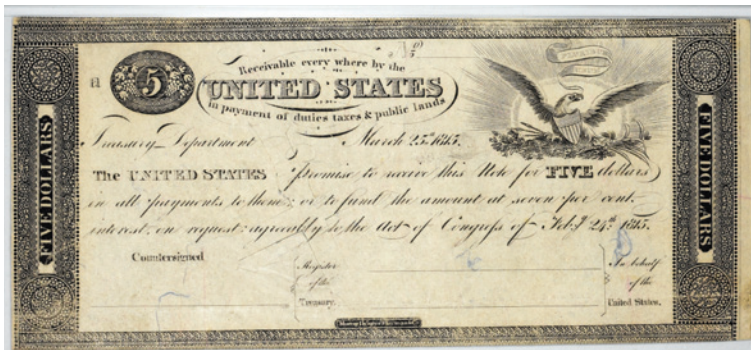 Receivable every where by the
5
UNITED STATES
in payment of duties taxes & public lands
Treasury Department March 25th 1815.
The UNITED STATES Promise to receive this Note for FIVE dollars
in all payments to them; or to fund the amount at seven per cent.
interest, on request; agreeably to the Act of Congress of Feby 24th 1815.
Countersigned
Register
of the
Treasury.
In behalf
of the
United States.
FIVE DOLLARS
FIVE DOLLARS